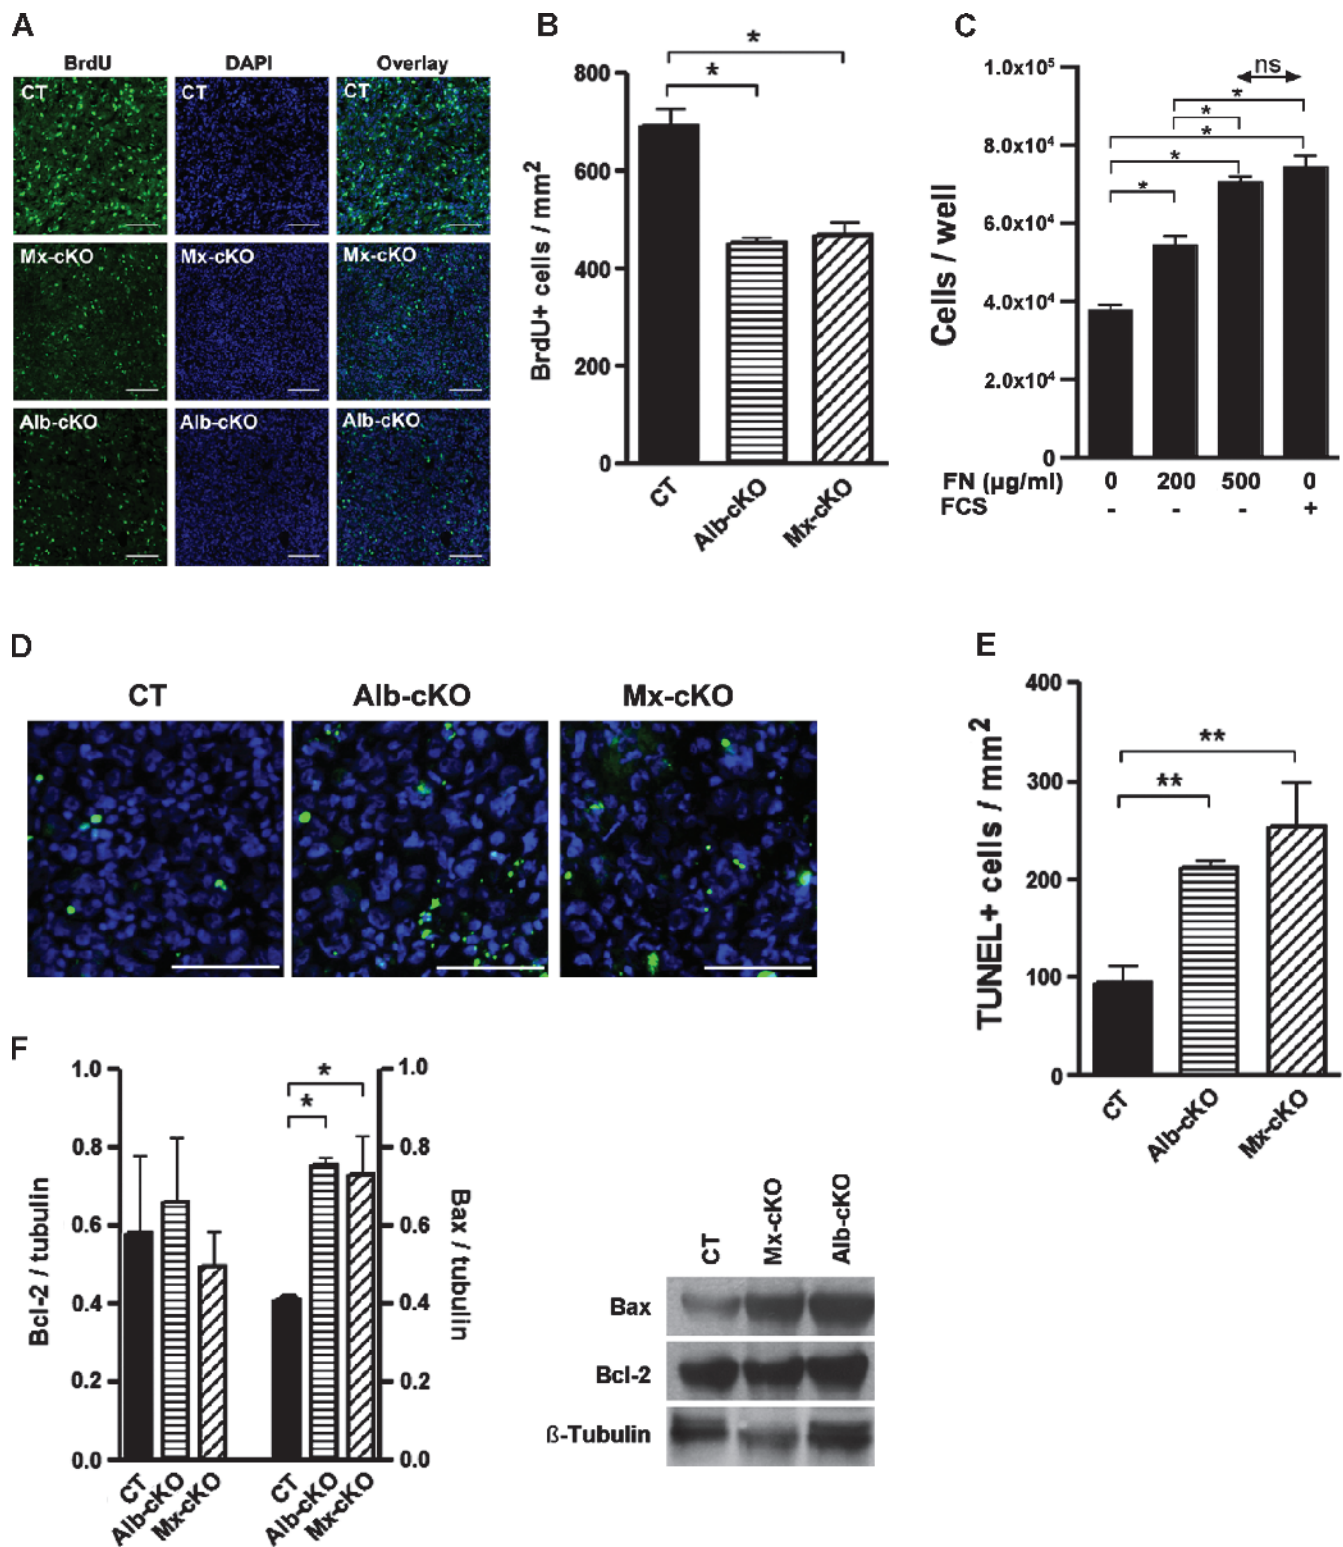 A
BrdU DAPI Overlay
CT CT CT
Mx-cKO Mx-cKO Mx-cKO
Alb-cKO Alb-cKO Alb-cKO
B
BrdU+ cells / mm2
800
600
400
200
0
* *
CT Alb-cKO Mx-cKO
C
Cells / well
1.0x10⁵
8.0x10⁴
6.0x10⁴
4.0x10⁴
2.0x10⁴
0
ns
*
*
*
*
*
FN (µg/ml) 0 200 500 0
FCS - - - +
D
CT Alb-cKO Mx-cKO
E
TUNEL+ cells / mm2
400
300
200
100
0
**
**
CT Alb-cKO Mx-cKO
F
Bcl-2 / tubulin
1.0
0.8
0.6
0.4
0.2
0.0
CT Alb-cKO Mx-cKO
*
*
CT Alb-cKO Mx-cKO
1.0
0.8
0.6
0.4
0.2
0.0
Bax / tubulin
CT Mx-cKO Alb-cKO
Bax
Bcl-2
ß-Tubulin